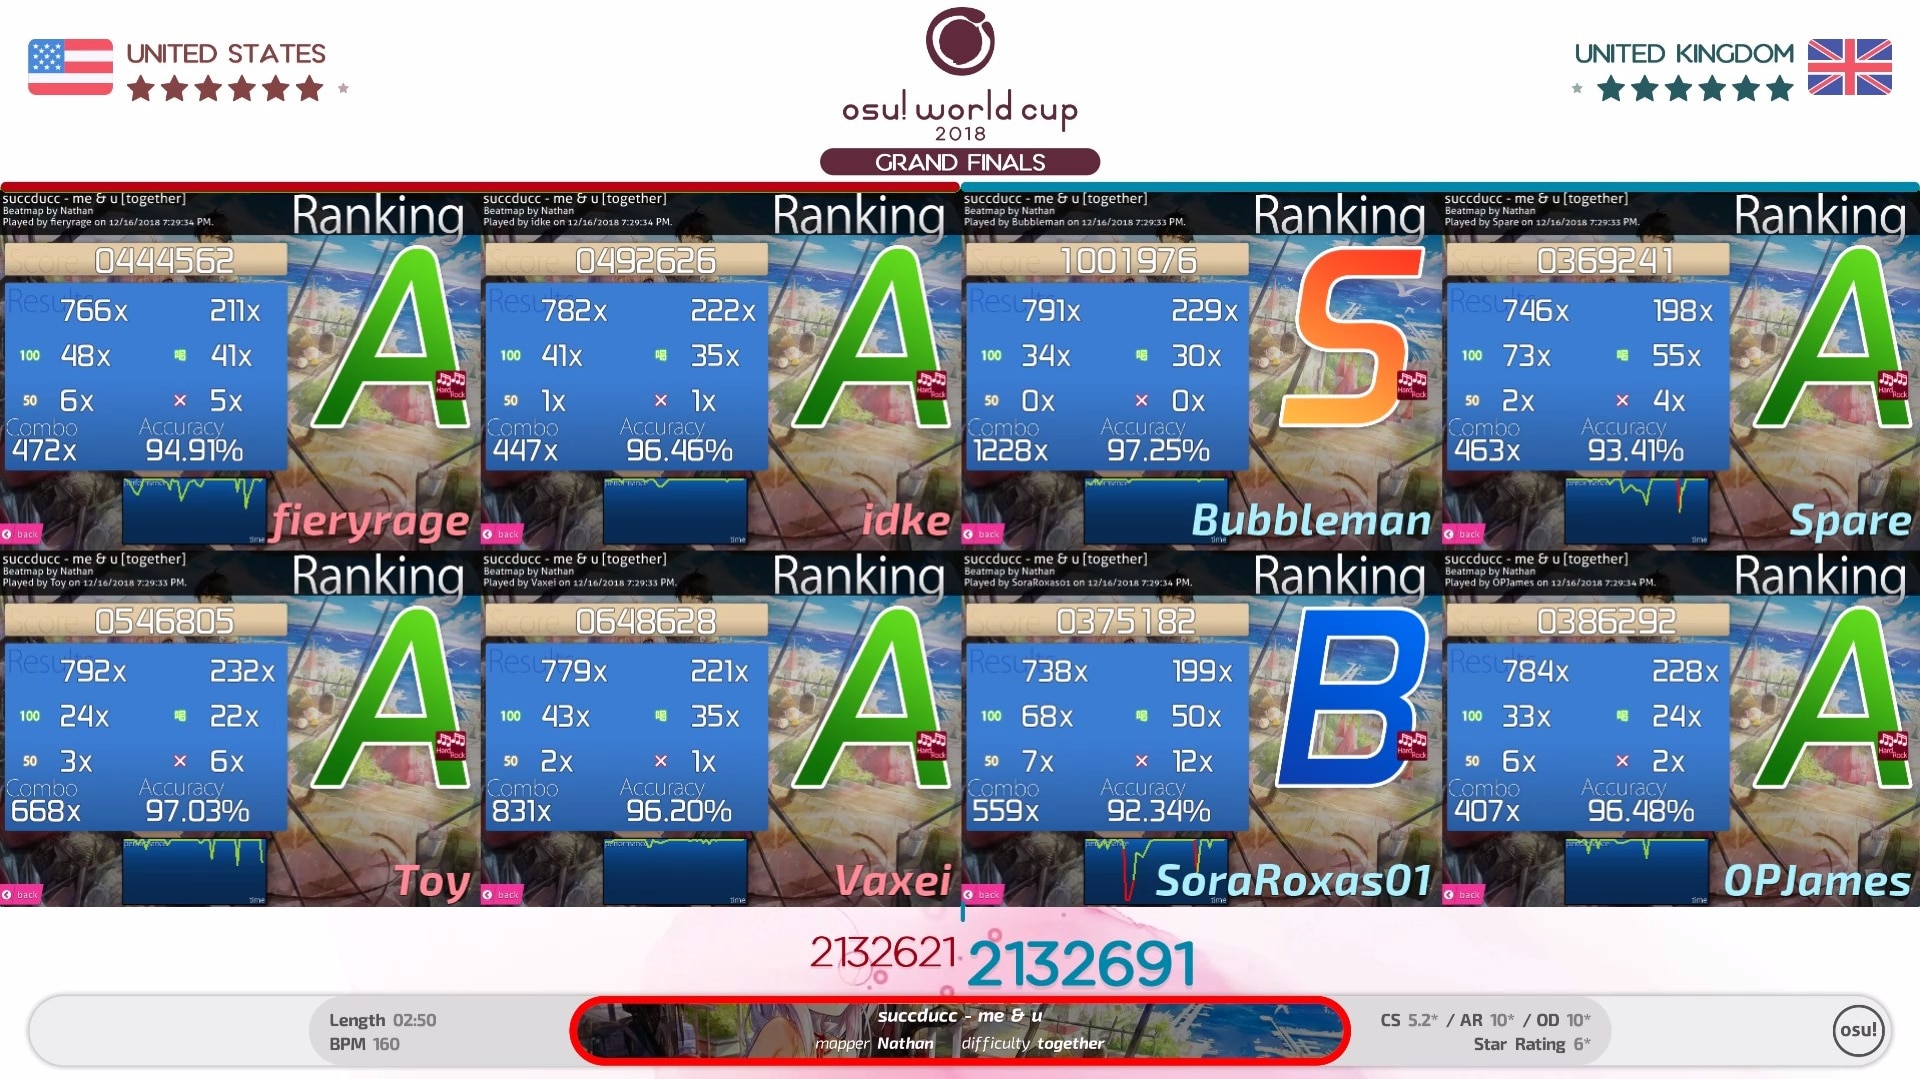 UNITED STATES
UNITED KINGDOM
osu! world cup
2018
GRAND FINALS
succducc - me & u [together]
Beatmap by Nathan
Played by fieryrage on 12/16/2018 7:29:34 PM.
Ranking
Score
0444562
Results
766x 211x
100 48x 41x
50 6x 5x
Combo Accuracy
472x 94.91%
time
back
fieryrage
succducc - me & u [together]
Beatmap by Nathan
Played by idke on 12/16/2018 7:29:34 PM.
Ranking
Score
0492626
Results
782x 222x
100 41x 35x
50 1x 1x
Combo Accuracy
447x 96.46%
time
back
idke
succducc - me & u [together]
Beatmap by Nathan
Played by Bubbleman on 12/16/2018 7:29:33 PM.
Ranking
Score
1001976
Results
791x 229x
100 34x 30x
50 0x 0x
Combo Accuracy
1228x 97.25%
time
back
Bubbleman
succducc - me & u [together]
Beatmap by Nathan
Played by Spare on 12/16/2018 7:29:33 PM.
Ranking
Score
0369241
Results
746x 198x
100 73x 55x
50 2x 4x
Combo Accuracy
463x 93.41%
time
back
Spare
succducc - me & u [together]
Beatmap by Nathan
Played by Toy on 12/16/2018 7:29:33 PM.
Ranking
Score
0546805
Results
792x 232x
100 24x 22x
50 3x 6x
Combo Accuracy
668x 97.03%
time
back
Toy
succducc - me & u [together]
Beatmap by Nathan
Played by Vaxei on 12/16/2018 7:29:33 PM.
Ranking
Score
0648628
Results
779x 221x
100 43x 35x
50 2x 1x
Combo Accuracy
831x 96.20%
time
back
Vaxei
succducc - me & u [together]
Beatmap by Nathan
Played by SoraRoxas01 on 12/16/2018 7:29:34 PM.
Ranking
Score
0375182
Results
738x 199x
100 68x 50x
50 7x 12x
Combo Accuracy
559x 92.34%
time
back
SoraRoxas01
succducc - me & u [together]
Beatmap by Nathan
Played by OPJames on 12/16/2018 7:29:34 PM.
Ranking
Score
0386292
Results
784x 228x
100 33x 24x
50 6x 2x
Combo Accuracy
407x 96.48%
time
back
OPJames
2132621 2132691
Length 02:50
BPM 160
succducc - me & u
mapper Nathan difficulty together
CS 5.2* / AR 10* / OD 10*
Star Rating 6*
osu!